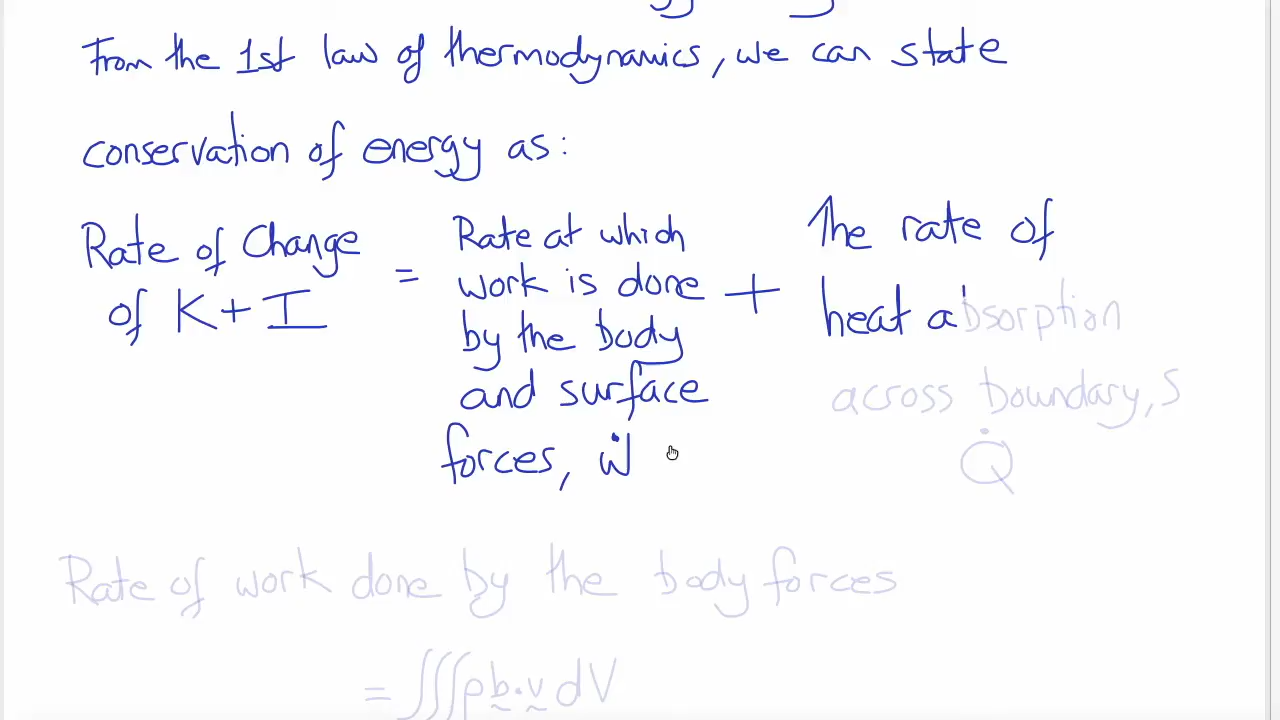 From the 1st law of thermodynamics, we can state
conservation of energy as:
Rate of Change
of K + I
=
Rate at which
work is done
by the body
and surface
forces, Ẇ
+
The rate of
heat absorption
across boundary, S
Q̇
Rate of work done by the body forces
= ∭ρb̰·v̰ dV